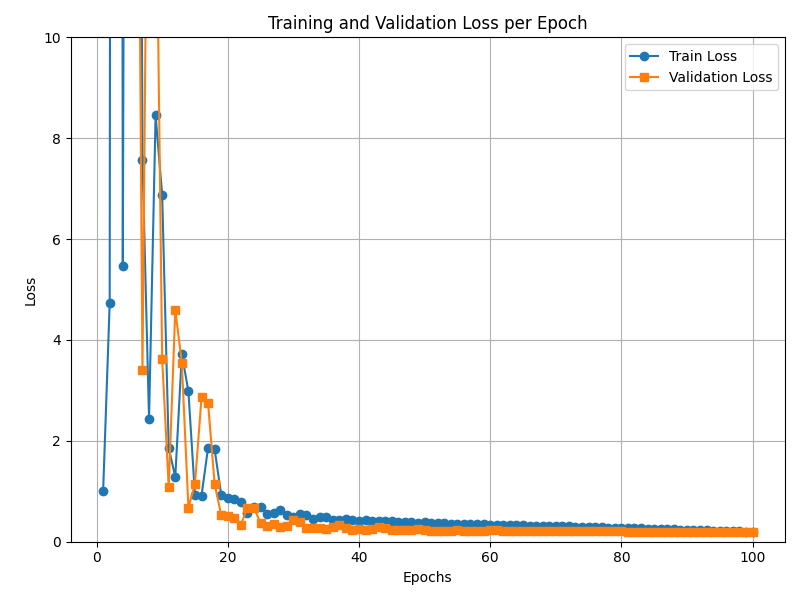 Training and Validation Loss per Epoch
10
8
6
4
2
0
Loss
Train Loss
Validation Loss
0 20 40 60 80 100
Epochs